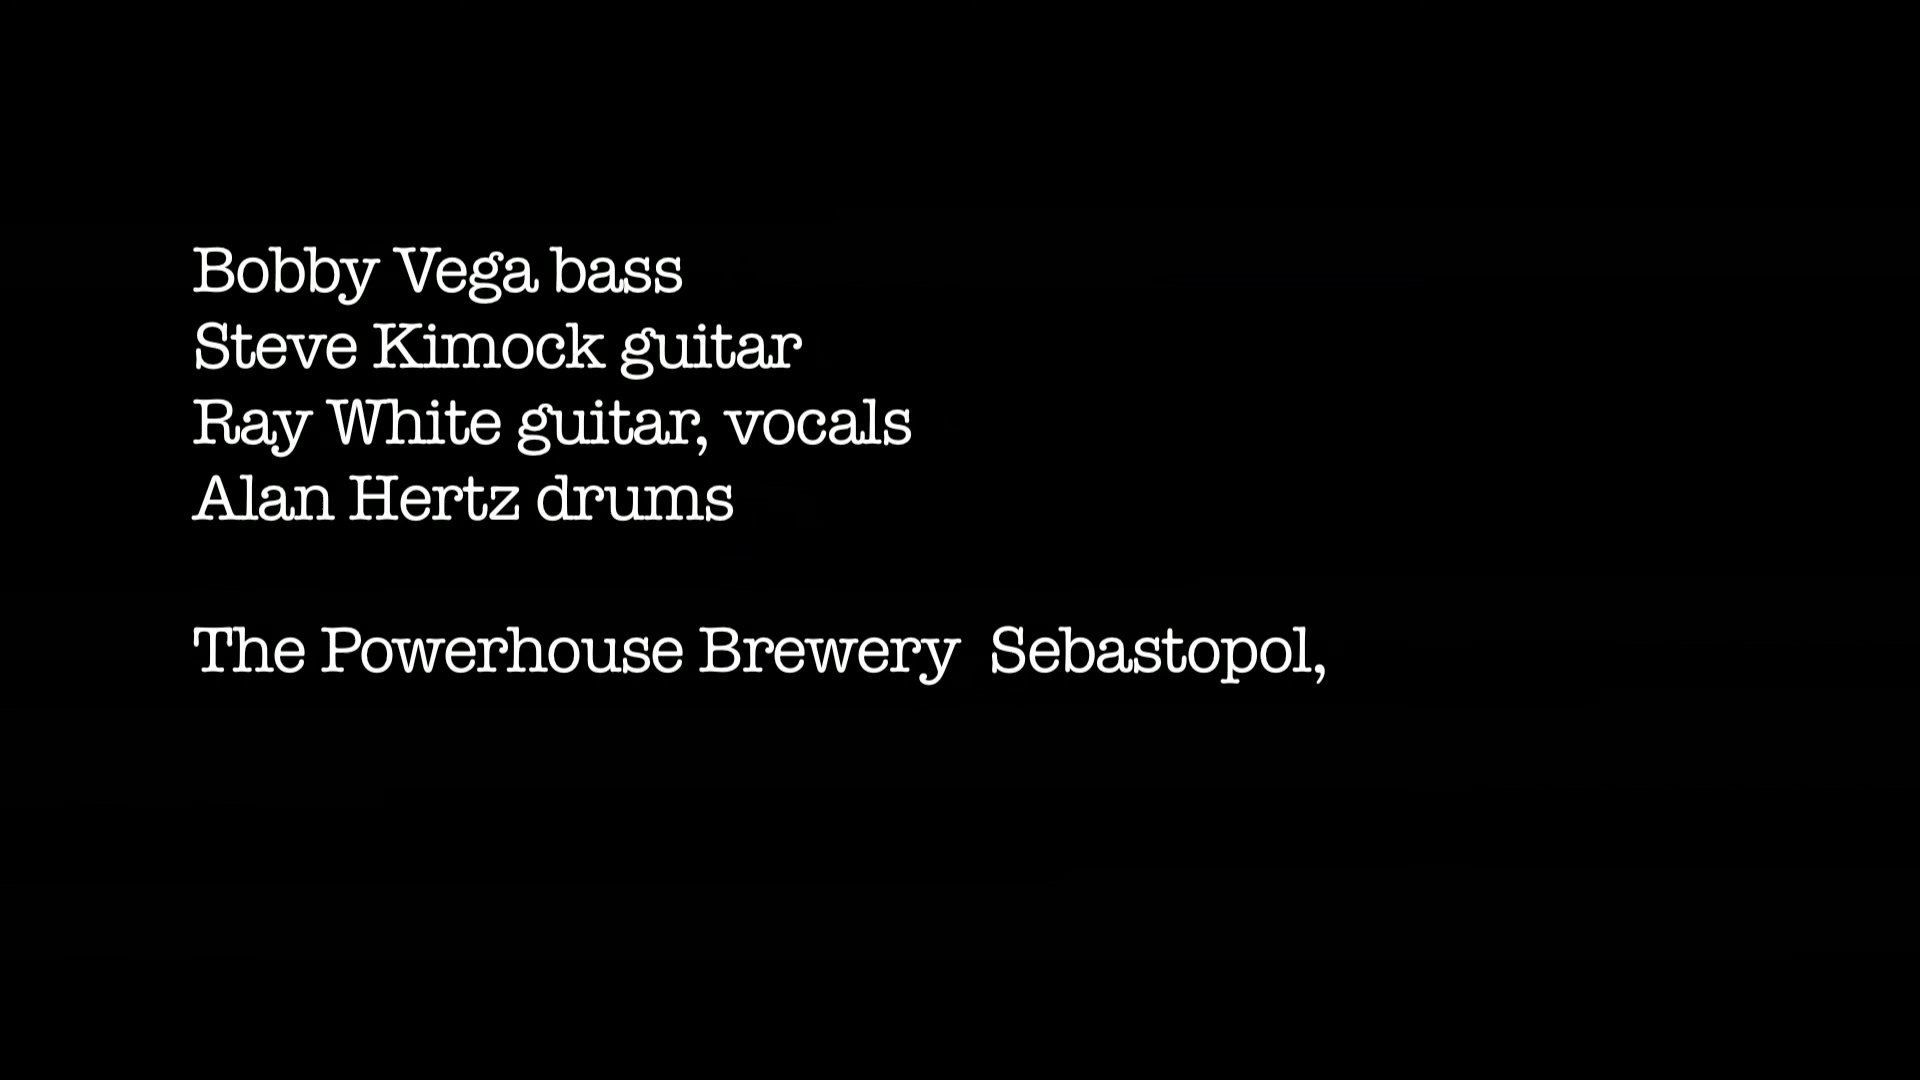 Bobby Vega bass
Steve Kimock guitar
Ray White guitar, vocals
Alan Hertz drums
The Powerhouse Brewery  Sebastopol,